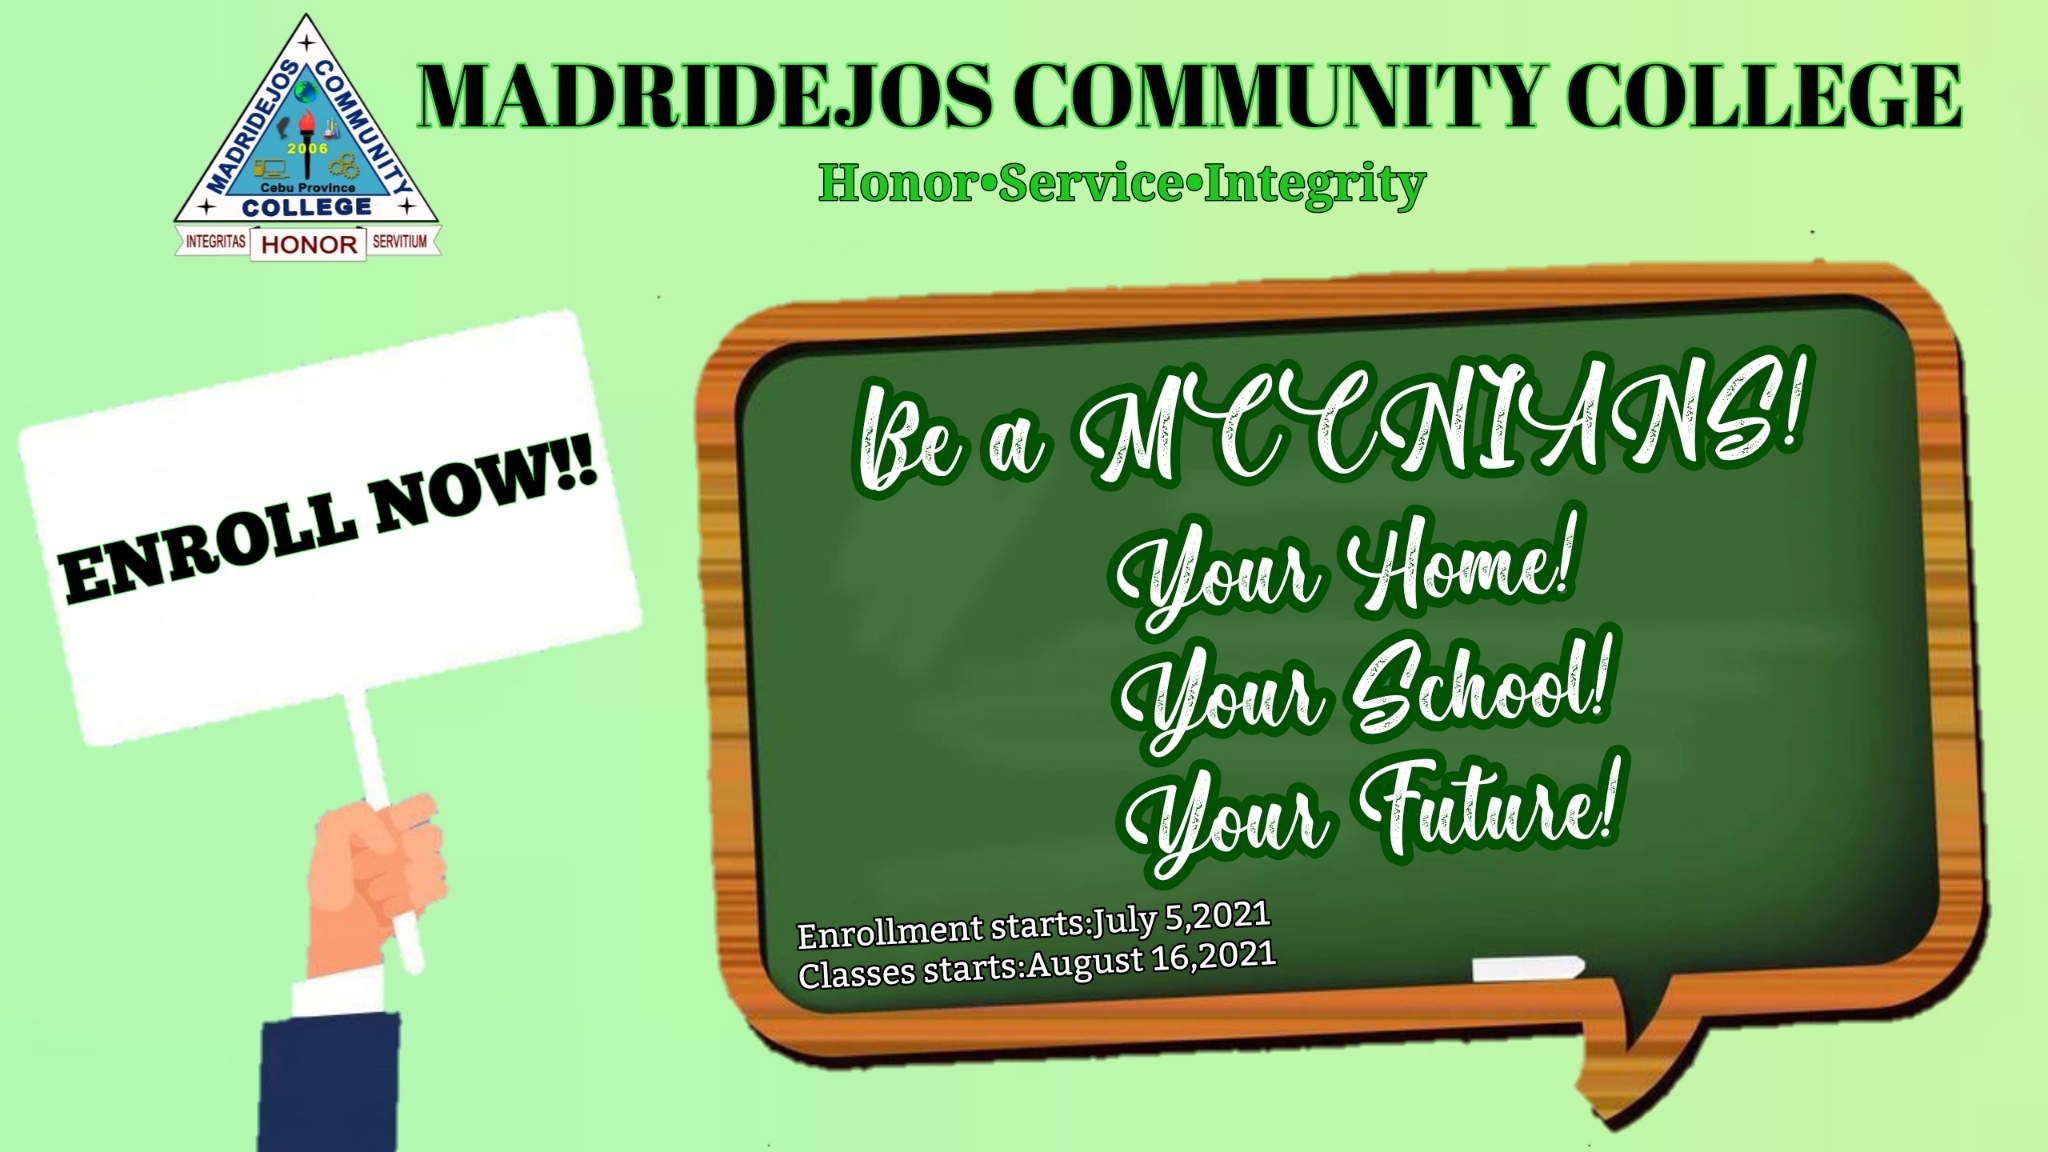 MADRIDEJOS COMMUNITY COLLEGE
Honor•Service•Integrity
MADRIDEJOS COMMUNITY
2006
Cebu Province
COLLEGE
INTEGRITAS HONOR SERVITIUM
ENROLL NOW!!
Be a MCCNIANS!
Your Home!
Your School!
Your Future!
Enrollment starts:July 5,2021
Classes starts:August 16,2021